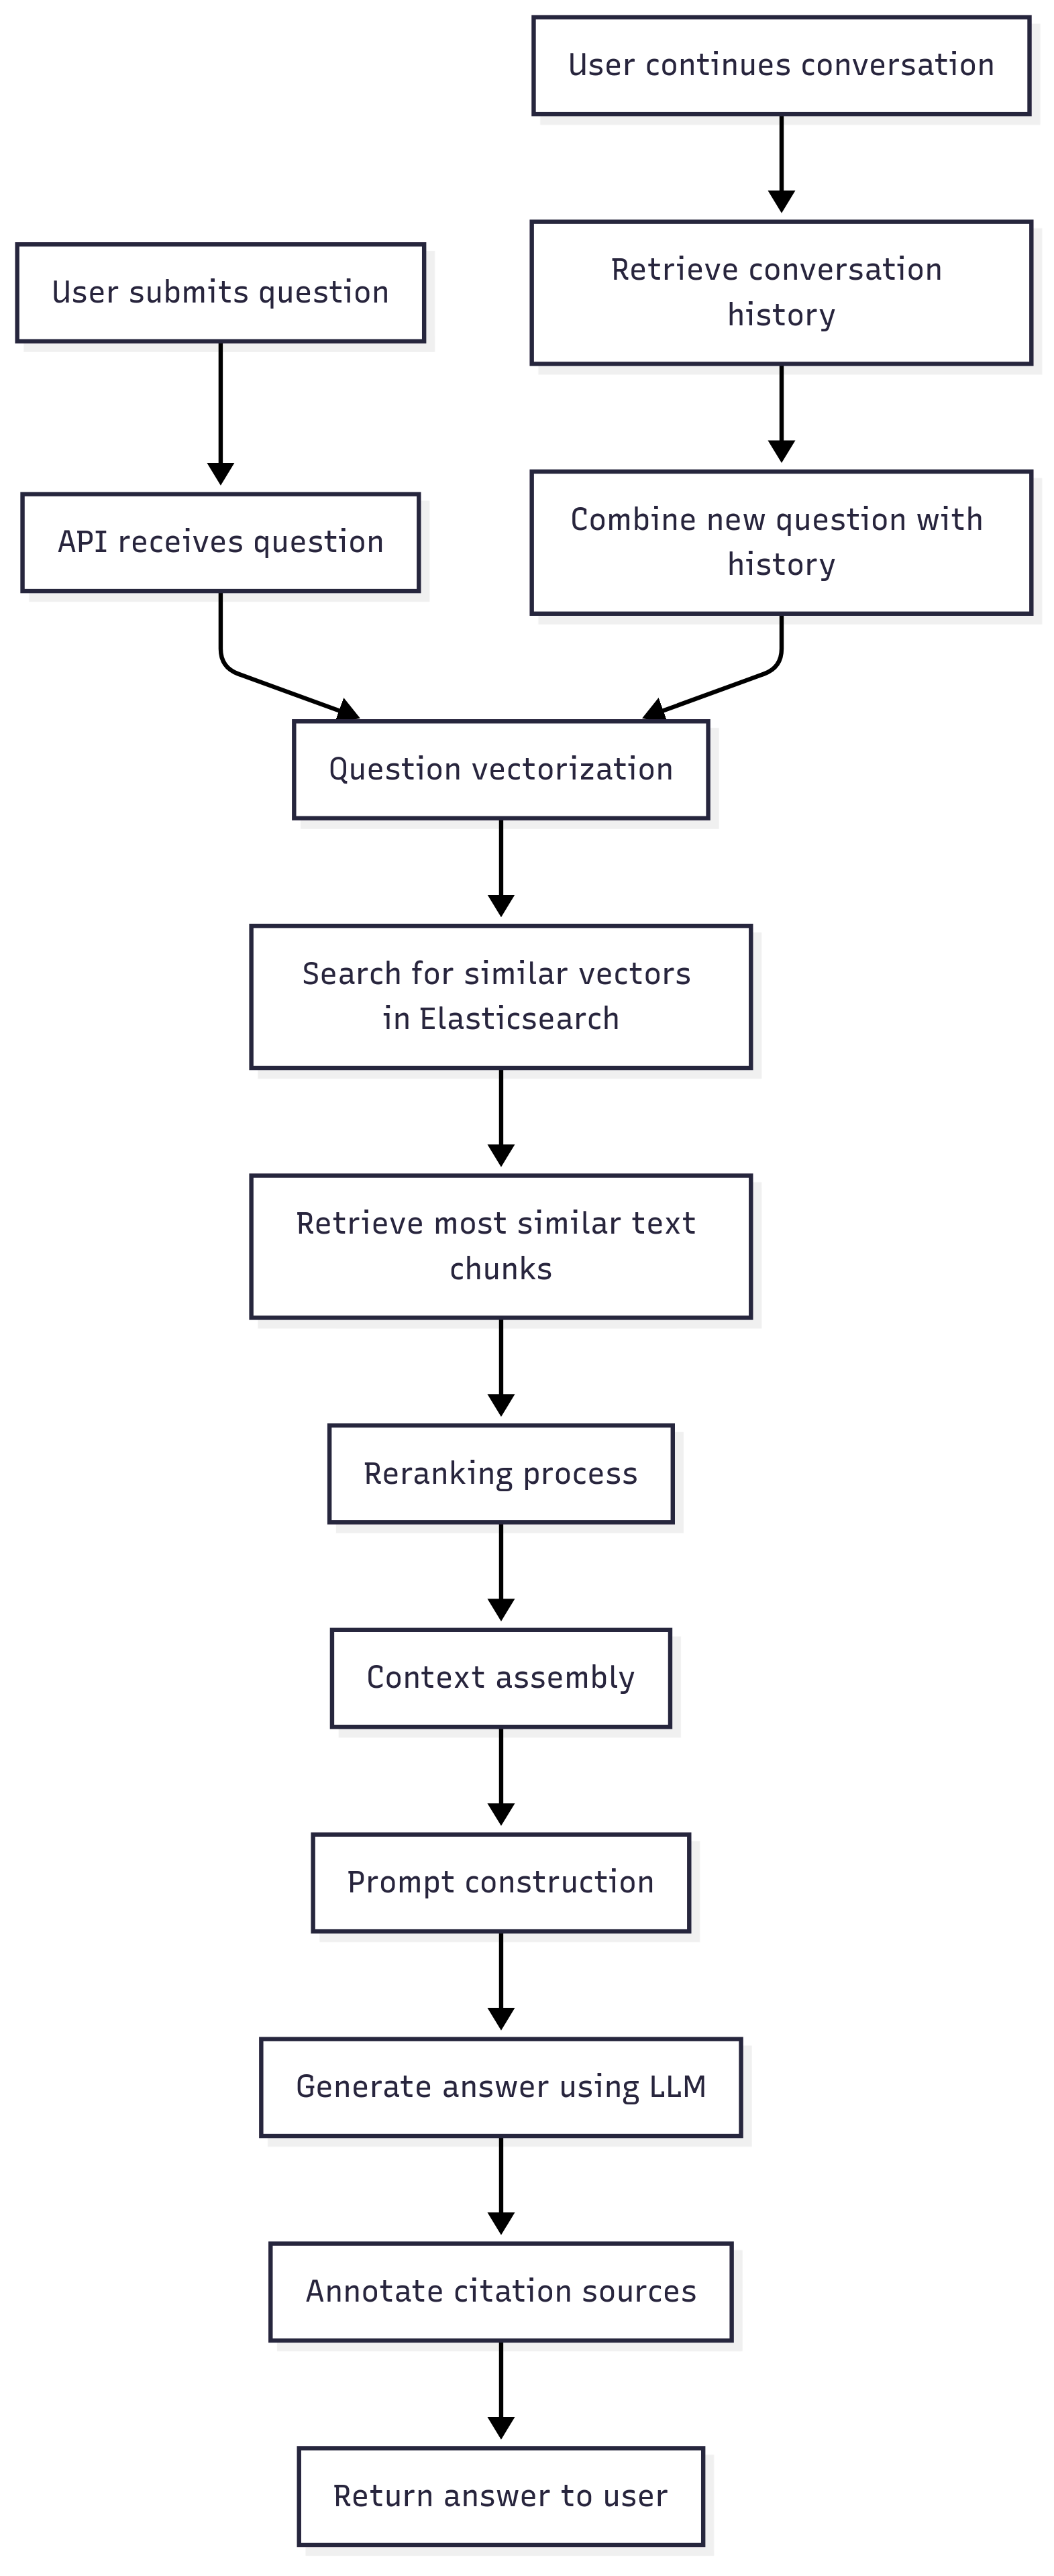 User continues conversation
User submits question
Retrieve conversation
history
API receives question
Combine new question with
history
Question vectorization
Search for similar vectors
in Elasticsearch
Retrieve most similar text
chunks
Reranking process
Context assembly
Prompt construction
Generate answer using LLM
Annotate citation sources
Return answer to user